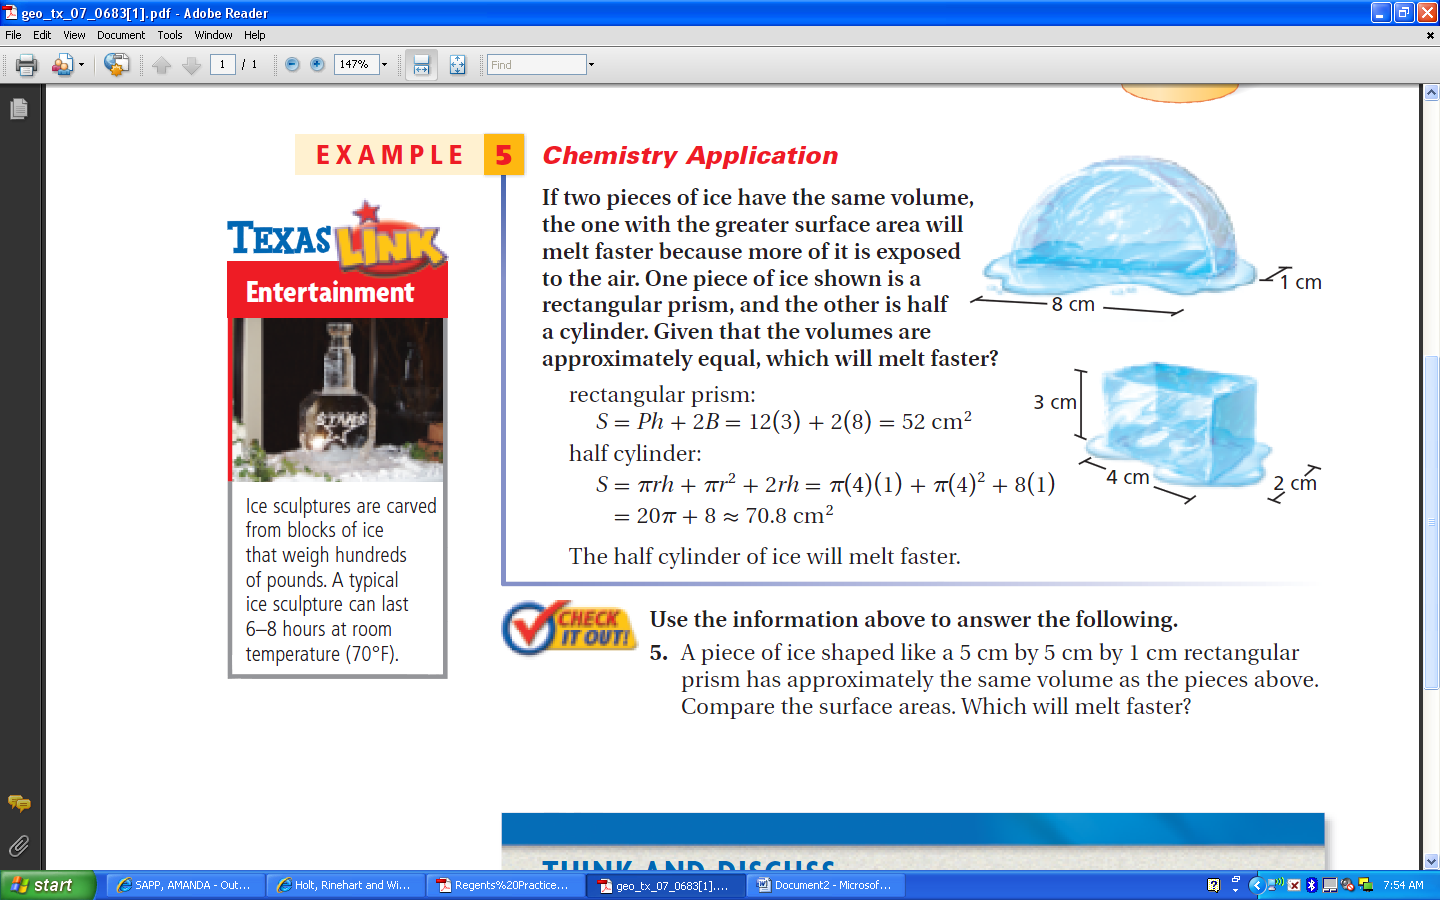 geo_tx_07_0683[1].pdf - Adobe Reader
File Edit View Document Tools Window Help
1 / 1 147% Find
EXAMPLE 5 Chemistry Application
If two pieces of ice have the same volume,
the one with the greater surface area will
melt faster because more of it is exposed
to the air. One piece of ice shown is a
rectangular prism, and the other is half
a cylinder. Given that the volumes are
approximately equal, which will melt faster?
1 cm
8 cm
rectangular prism:
S = Ph + 2B = 12(3) + 2(8) = 52 cm²
half cylinder:
S = πrh + πr² + 2rh = π(4)(1) + π(4)² + 8(1)
= 20π + 8 ≈ 70.8 cm²
The half cylinder of ice will melt faster.
3 cm
4 cm
2 cm
TEXAS LINK
Entertainment
STARS
Ice sculptures are carved
from blocks of ice
that weigh hundreds
of pounds. A typical
ice sculpture can last
6–8 hours at room
temperature (70°F).
CHECK
IT OUT!
Use the information above to answer the following.
5. A piece of ice shaped like a 5 cm by 5 cm by 1 cm rectangular
prism has approximately the same volume as the pieces above.
Compare the surface areas. Which will melt faster?
THINK AND DISCUSS
start SAPP, AMANDA - Out... Holt, Rinehart and Wi... Regents%20Practice... geo_tx_07_0683[1].... Document2 - Microsof... 7:54 AM